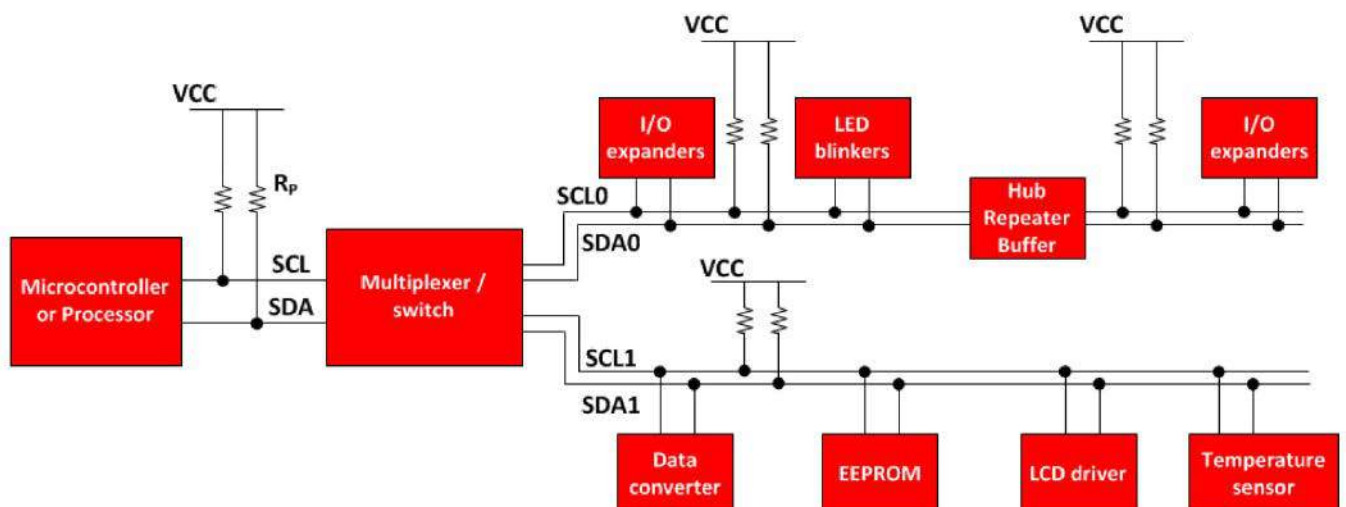 VCC
VCC
VCC
I/O
expanders
LED
blinkers
I/O
expanders
RP
SCL0
Hub
Repeater
Buffer
SDA0
SCL
Microcontroller
or Processor
Multiplexer /
switch
VCC
SDA
SCL1
SDA1
Data
converter
EEPROM
LCD driver
Temperature
sensor